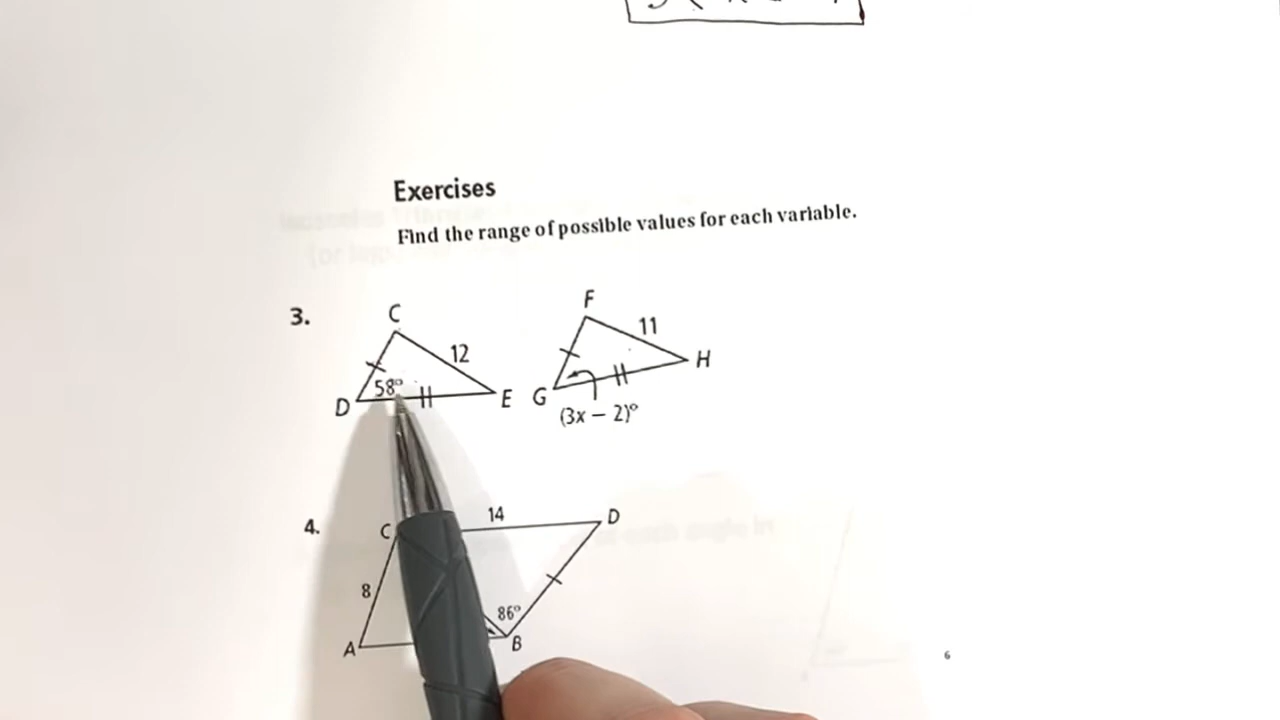 Exercises
Find the range of possible values for each variable.
3.
C
12
58°
D
E
F
11
H
G
(3x – 2)°
4.
C
14
D
8
86°
A
B
6